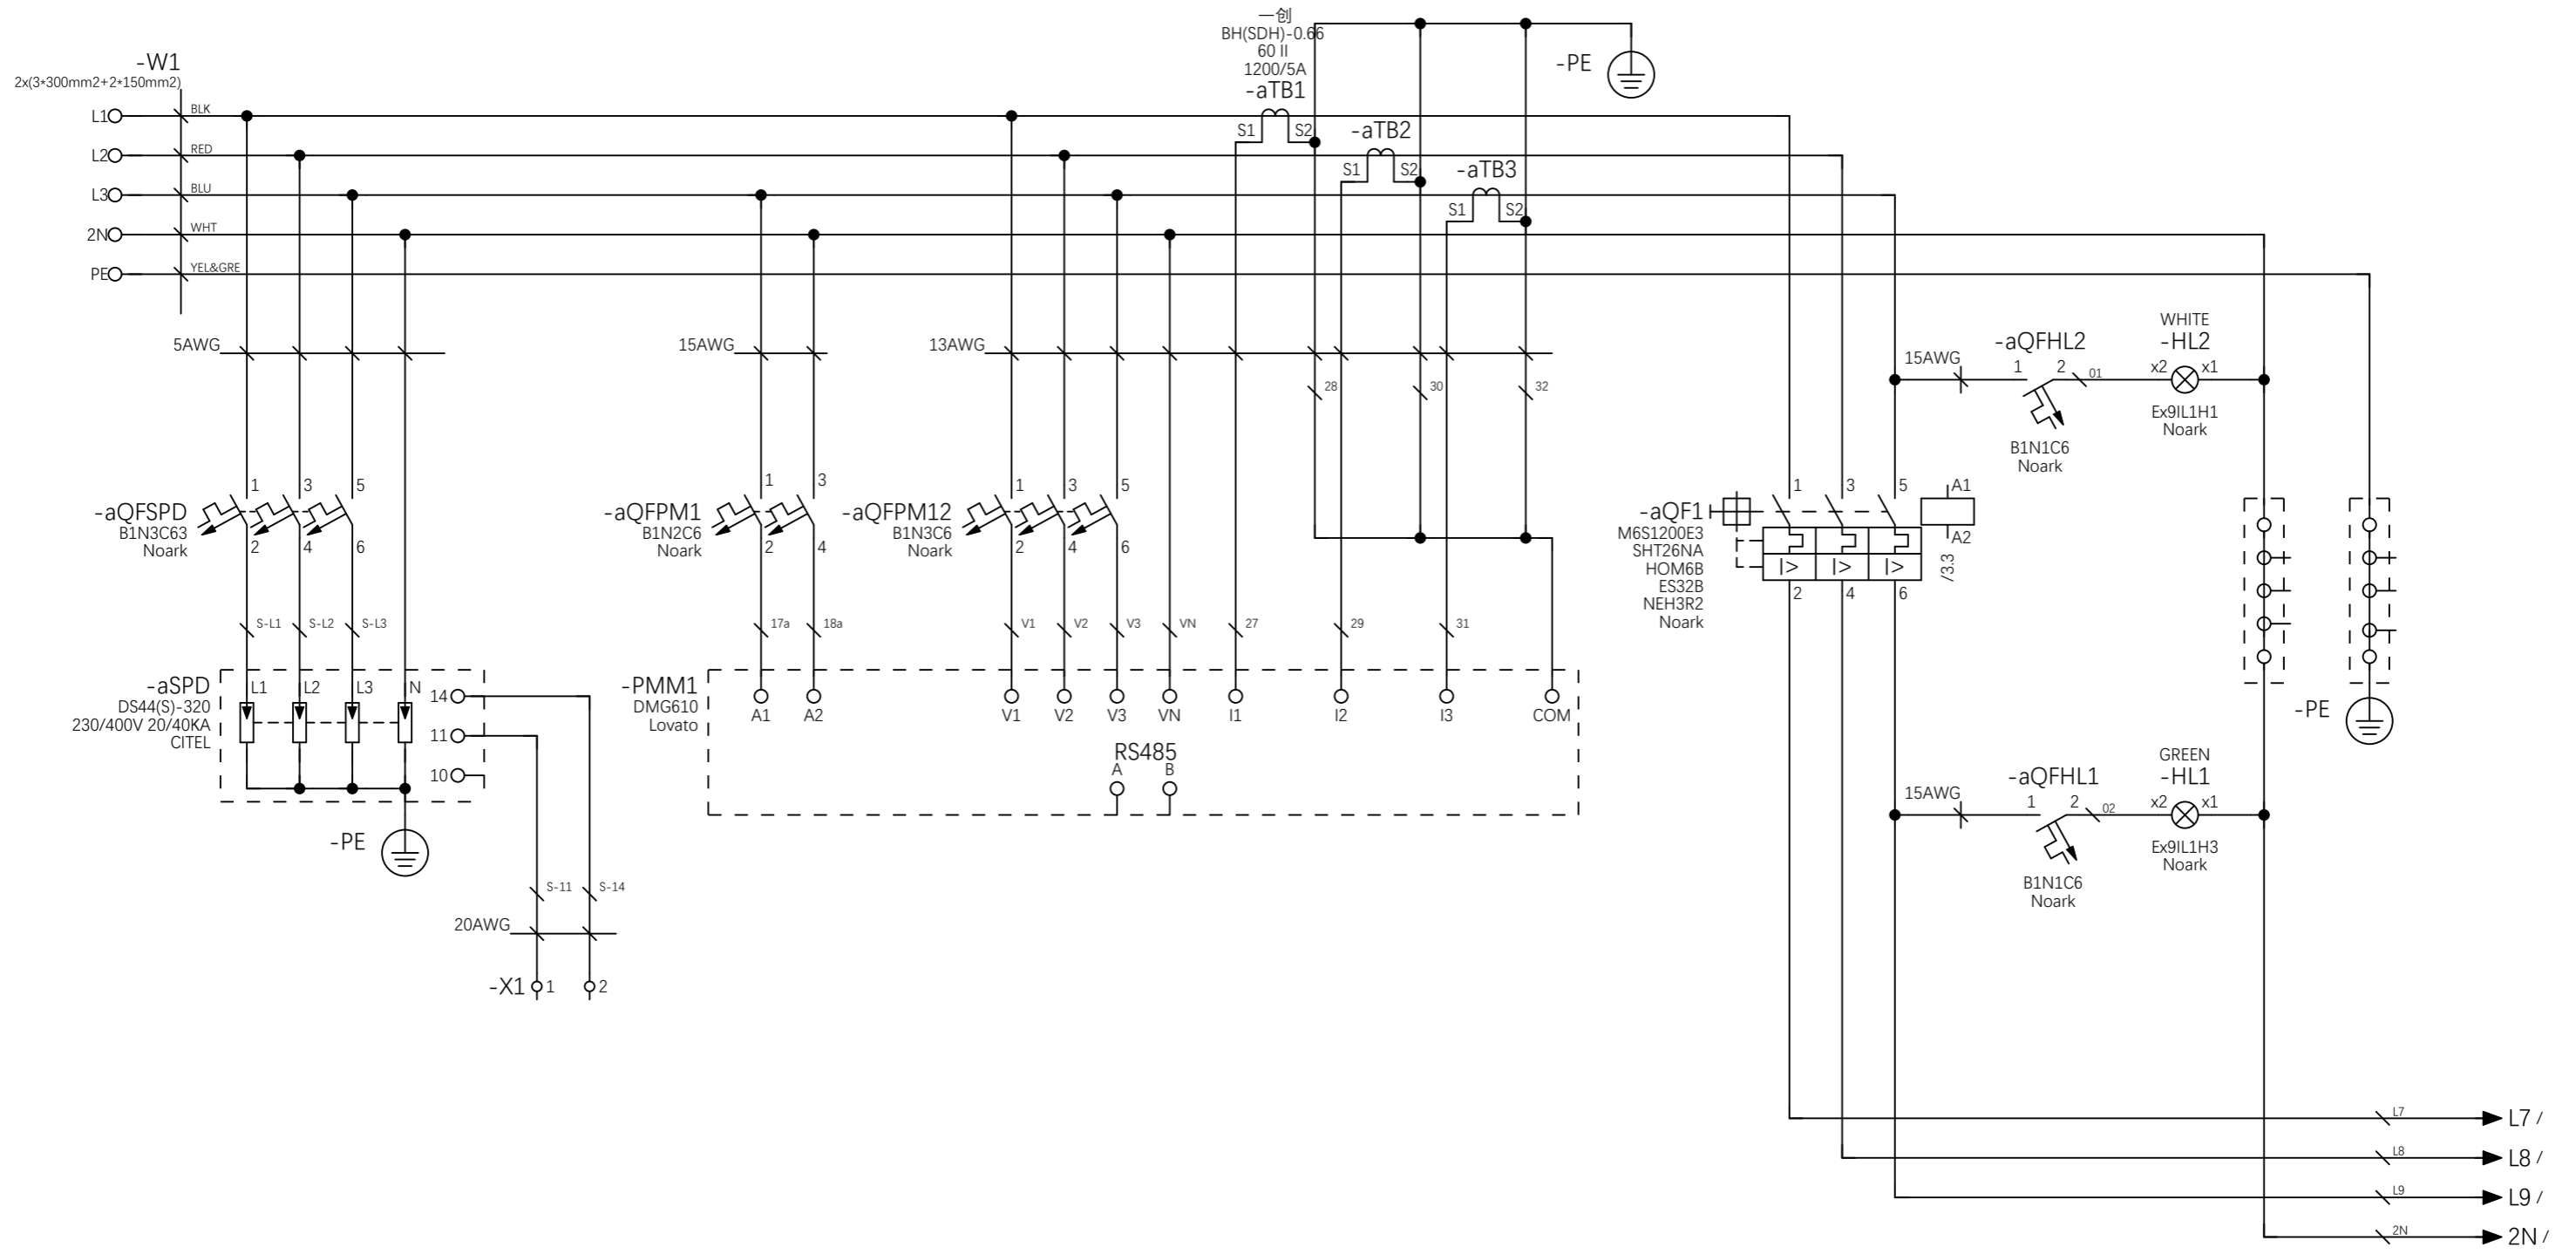 一创
BH(SDH)-0.66
60 II
1200/5A
-aTB1
-W1
2x(3*300mm2+2*150mm2)
-PE
L1
BLK
S1
S2
-aTB2
L2
RED
S1
S2
-aTB3
L3
BLU
S1
S2
2N
WHT
PE
YEL&GRE
5AWG
15AWG
13AWG
28
30
32
15AWG
-aQFHL2
1
2
01
B1N1C6
Noark
WHITE
-HL2
x2
x1
Ex9IL1H1
Noark
-aQFSPD
B1N3C63
Noark
1
3
5
2
4
6
-aQFPM1
B1N2C6
Noark
1
3
2
4
-aQFPM12
B1N3C6
Noark
1
3
5
2
4
6
-aQF1
M6S1200E3
SHT26NA
HOM6B
ES32B
NEH3R2
Noark
1
3
5
I>
I>
I>
2
4
6
A1
A2
/3.3
S-L1
S-L2
S-L3
17a
18a
V1
V2
V3
VN
27
29
31
-aSPD
DS44(S)-320
230/400V 20/40KA
CITEL
L1
L2
L3
N
14
11
10
-PE
-PMM1
DMG610
Lovato
A1
A2
V1
V2
V3
VN
I1
I2
I3
COM
RS485
A
B
-PE
15AWG
-aQFHL1
1
2
02
B1N1C6
Noark
GREEN
-HL1
x2
x1
Ex9IL1H3
Noark
S-11
S-14
20AWG
-X1
1
2
L7
L7 /
L8
L8 /
L9
L9 /
2N
2N /